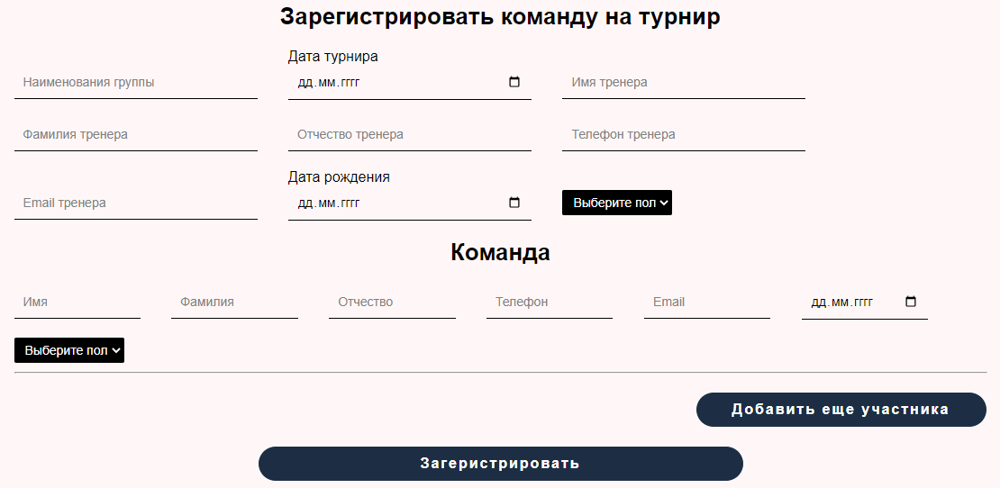 Зарегистрировать команду на турнир
Дата турнира
Наименования группы дд.мм.гггг Имя тренера
Фамилия тренера Отчество тренера Телефон тренера
Дата рождения
Email тренера дд.мм.гггг Выберите пол
Команда
Имя Фамилия Отчество Телефон Email дд.мм.гггг
Выберите пол
Добавить еще участника
Загеристрировать